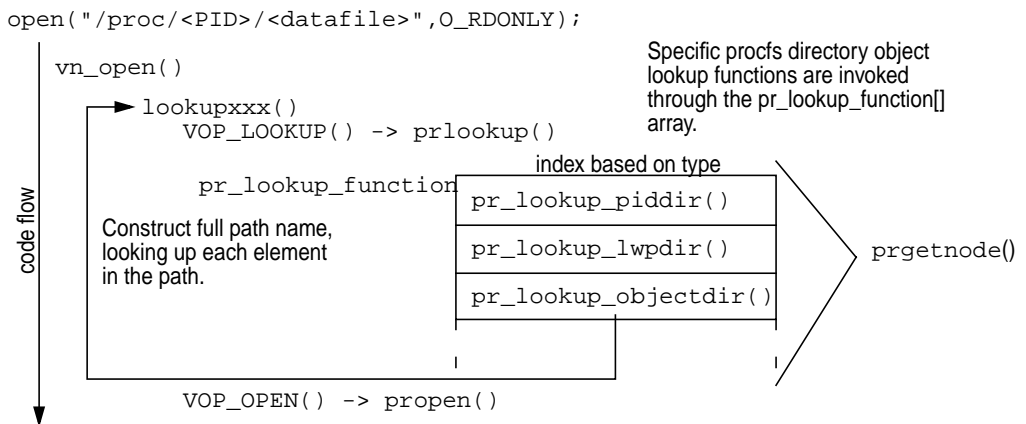 open("/proc/<PID>/<datafile>",O_RDONLY);
vn_open()
Specific procfs directory object
lookup functions are invoked
through the pr_lookup_function[]
array.
lookupxxx()
VOP_LOOKUP() -> prlookup()
index based on type
pr_lookup_function
pr_lookup_piddir()
code flow
Construct full path name,
looking up each element
in the path.
pr_lookup_lwpdir()
prgetnode()
pr_lookup_objectdir()
VOP_OPEN() -> propen()